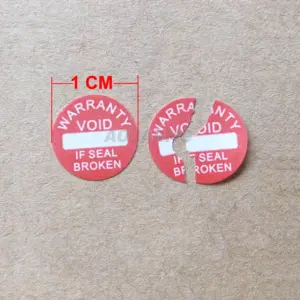 1 CM
WARRANTY
VOID
IF SEAL
BROKEN
WARRANTY
VOID
IF SEAL
BROKEN